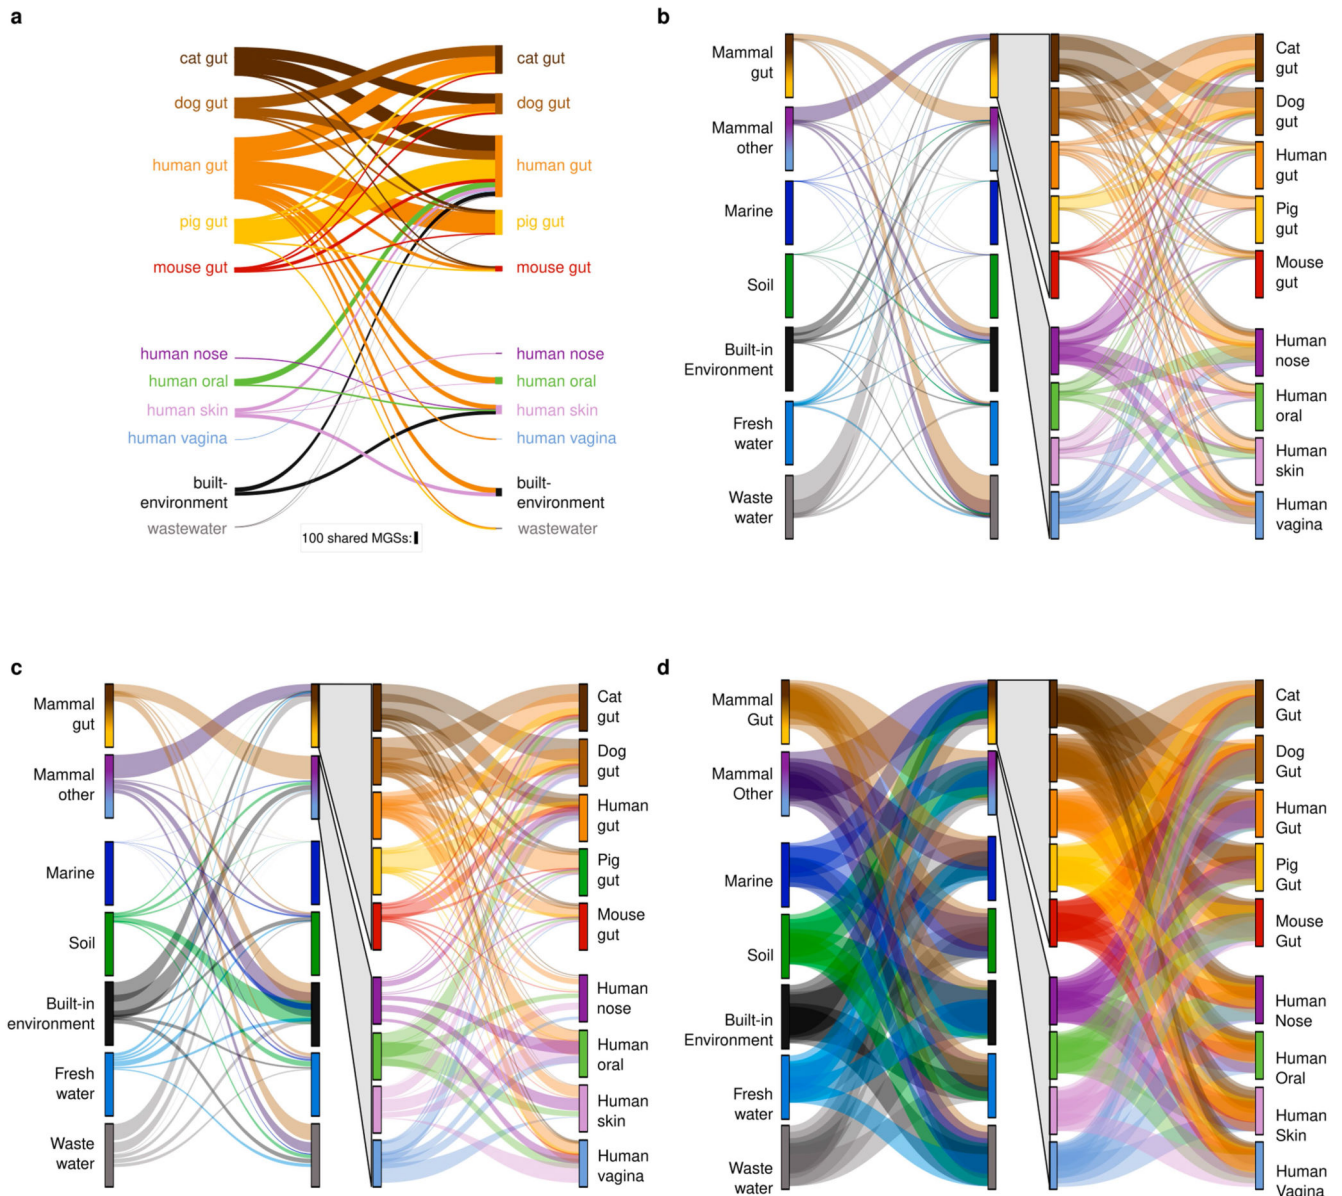 a
cat gut
dog gut
human gut
pig gut
mouse gut
human nose
human oral
human skin
human vagina
built-
environment
wastewater
cat gut
dog gut
human gut
pig gut
mouse gut
human nose
human oral
human skin
human vagina
built-
environment
wastewater
100 shared MGSs:
b
Mammal
gut
Mammal
other
Marine
Soil
Built-in
Environment
Fresh
water
Waste
water
Cat
gut
Dog
gut
Human
gut
Pig
gut
Mouse
gut
Human
nose
Human
oral
Human
skin
Human
vagina
c
Mammal
gut
Mammal
other
Marine
Soil
Built-in
environment
Fresh
water
Waste
water
Cat
gut
Dog
gut
Human
gut
Pig
gut
Mouse
gut
Human
nose
Human
oral
Human
skin
Human
vagina
d
Mammal
Gut
Mammal
Other
Marine
Soil
Built-in
Environment
Fresh
water
Waste
water
Cat
Gut
Dog
Gut
Human
Gut
Pig
Gut
Mouse
Gut
Human
Nose
Human
Oral
Human
Skin
Human
Vagina